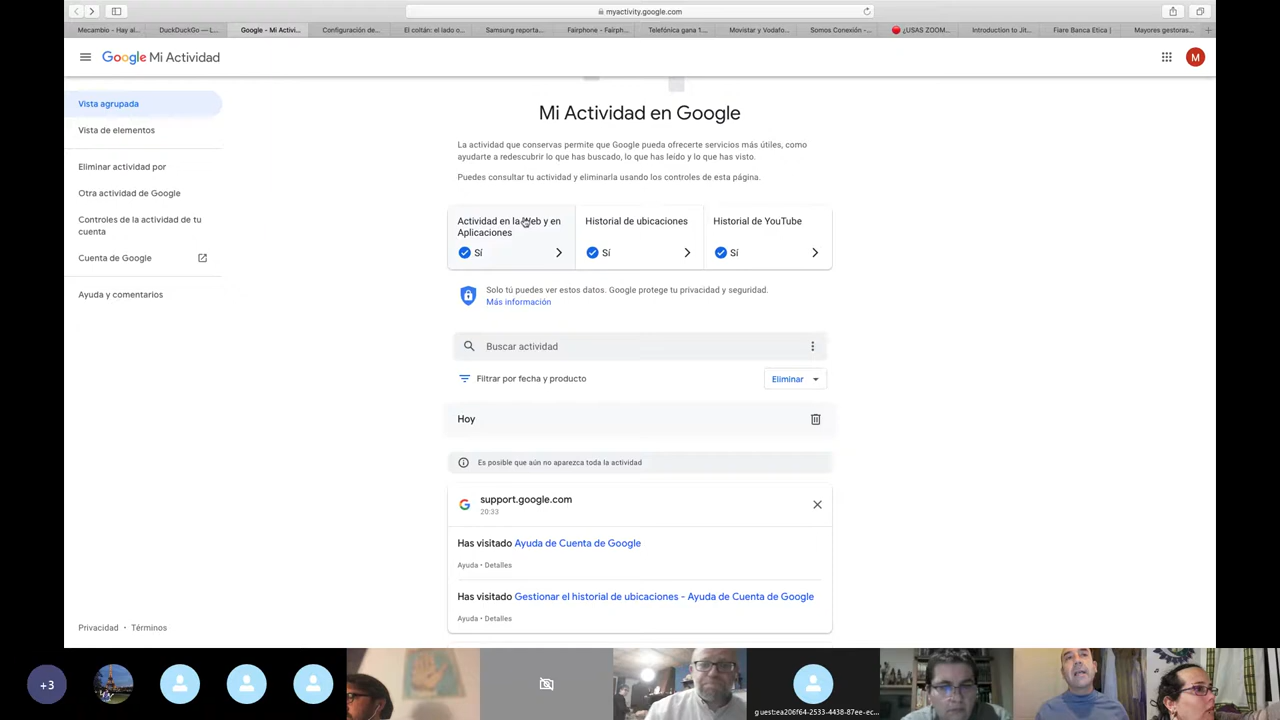 myactivity.google.com
Mecambio - Hay al...
DuckDuckGo — L...
Google - Mi Activi...
Configuración de...
El coltán: el lado o...
Samsung reporta...
Fairphone - Fairph...
Telefónica gana 1....
Movistar y Vodafo...
Somos Conexión -...
¿USAS ZOOM...
Introduction to Jit...
Fiare Banca Etica |
Mayores gestoras...
Google Mi Actividad
M
Vista agrupada
Vista de elementos
Eliminar actividad por
Otra actividad de Google
Controles de la actividad de tu
cuenta
Cuenta de Google
Ayuda y comentarios
Privacidad · Términos
Mi Actividad en Google
La actividad que conservas permite que Google pueda ofrecerte servicios más útiles, como
ayudarte a redescubrir lo que has buscado, lo que has leído y lo que has visto.
Puedes consultar tu actividad y eliminarla usando los controles de esta página.
Actividad en la Web y en
Aplicaciones
Sí
Historial de ubicaciones
Sí
Historial de YouTube
Sí
Solo tú puedes ver estos datos. Google protege tu privacidad y seguridad.
Más información
Buscar actividad
Filtrar por fecha y producto
Eliminar
Hoy
Es posible que aún no aparezca toda la actividad
support.google.com
20:33
Has visitado Ayuda de Cuenta de Google
Ayuda • Detalles
Has visitado Gestionar el historial de ubicaciones - Ayuda de Cuenta de Google
Ayuda • Detalles
+3
guest:ea206f64-2533-4438-87ee-ec...